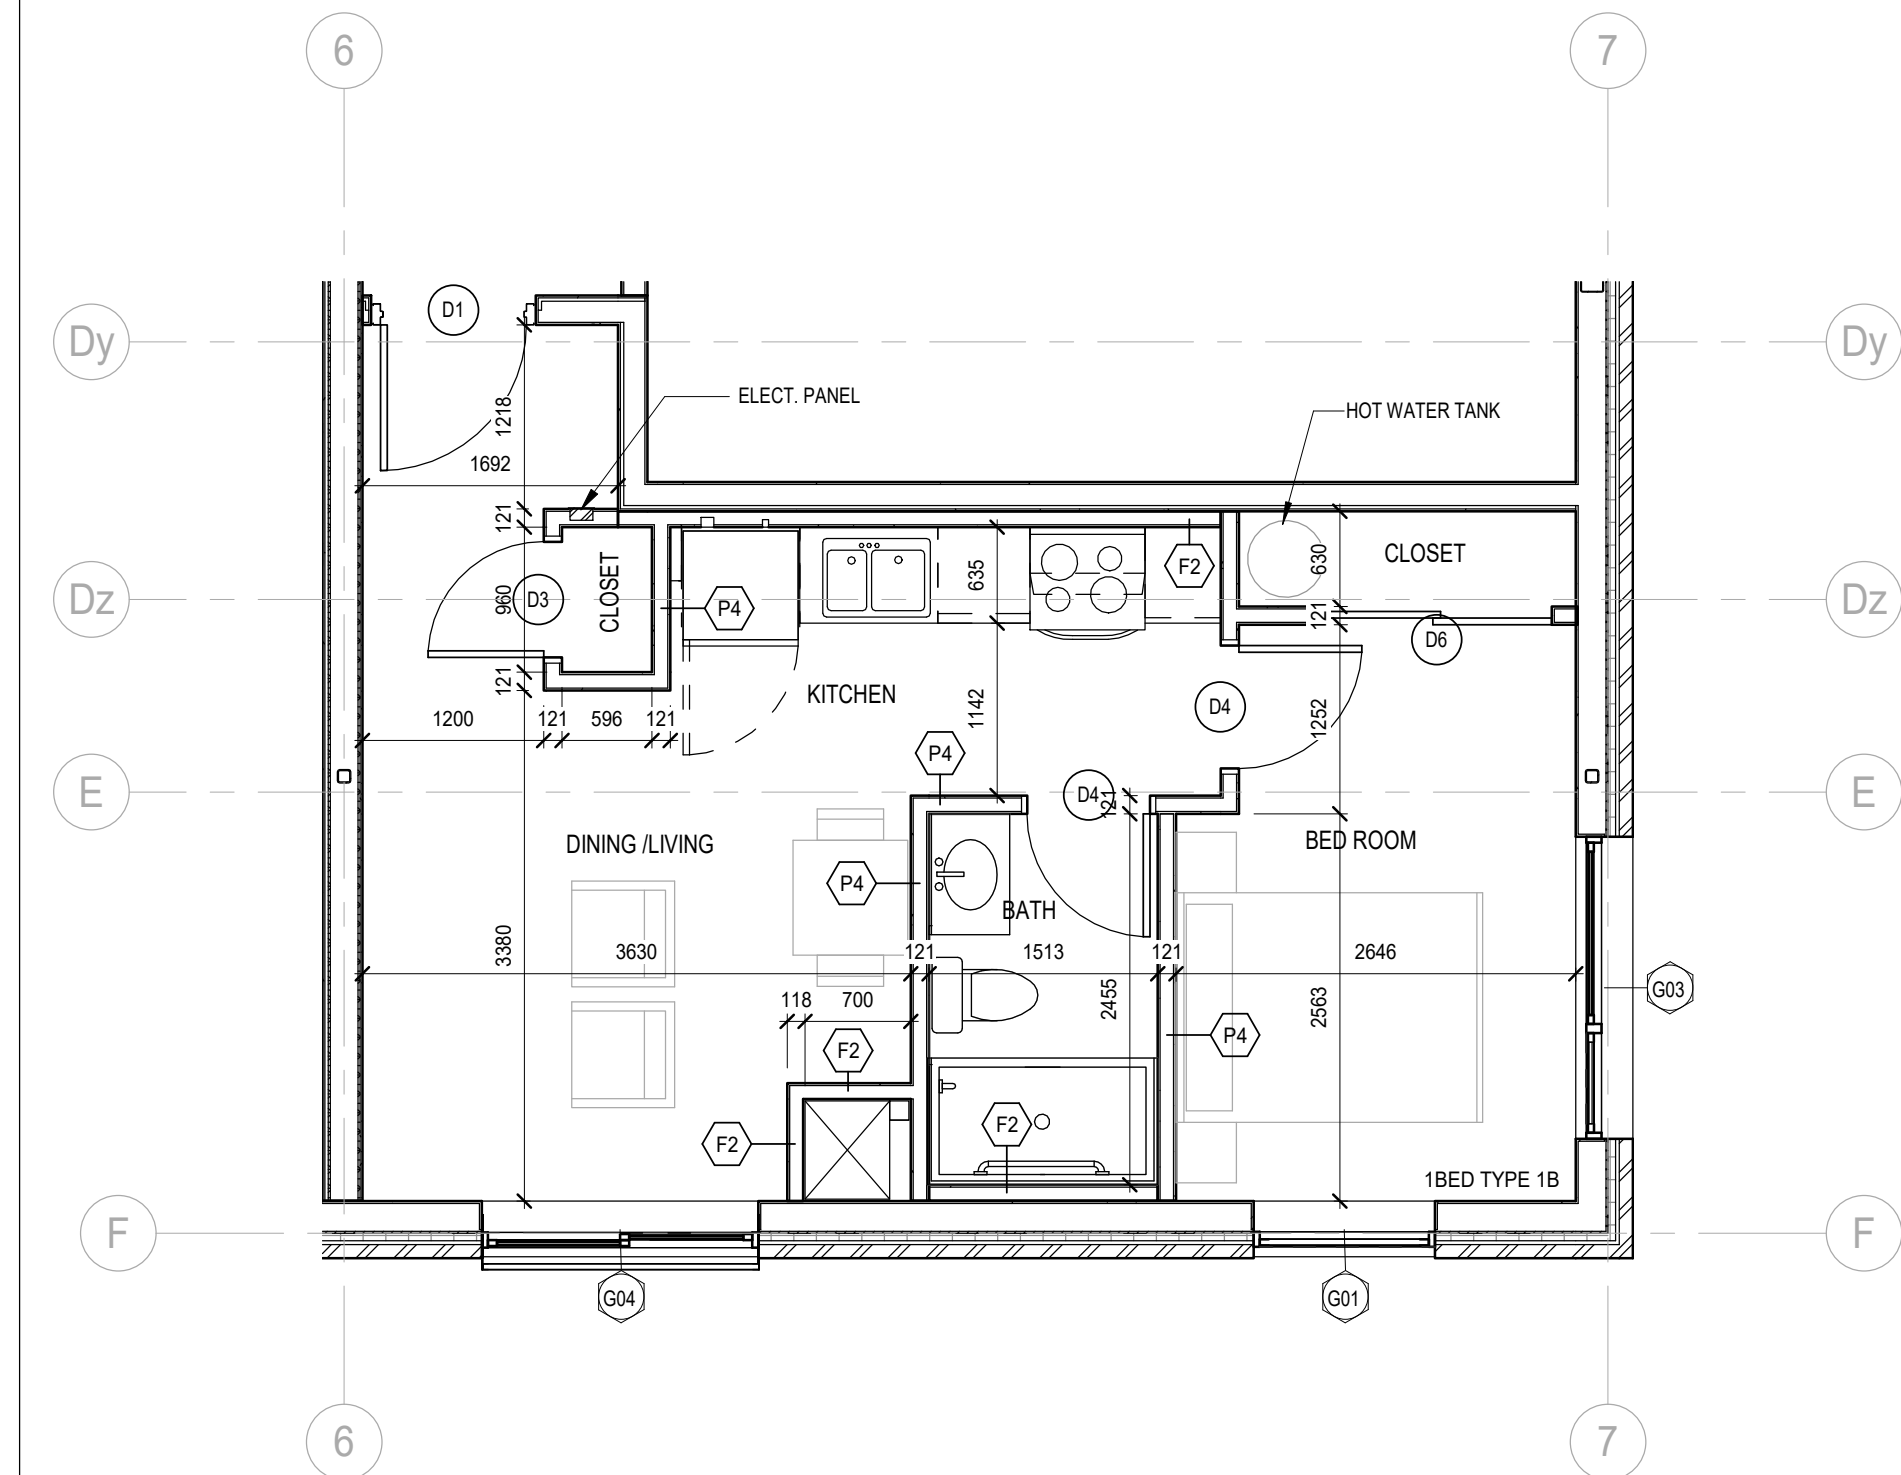 6
7
D1
Dy
Dy
ELECT. PANEL
HOT WATER TANK
1218
1692
121
CLOSET
F2
635
630
CLOSET
Dz
960
D3
P4
121
D6
Dz
121
KITCHEN
1142
D4
1252
1200
121
596
121
P4
E
D4
121
E
DINING /LIVING
BED ROOM
P4
BATH
3380
3630
121
1513
121
2646
2455
2563
G03
118
700
F2
P4
F2
F2
1BED TYPE 1B
F
F
G04
G01
6
7